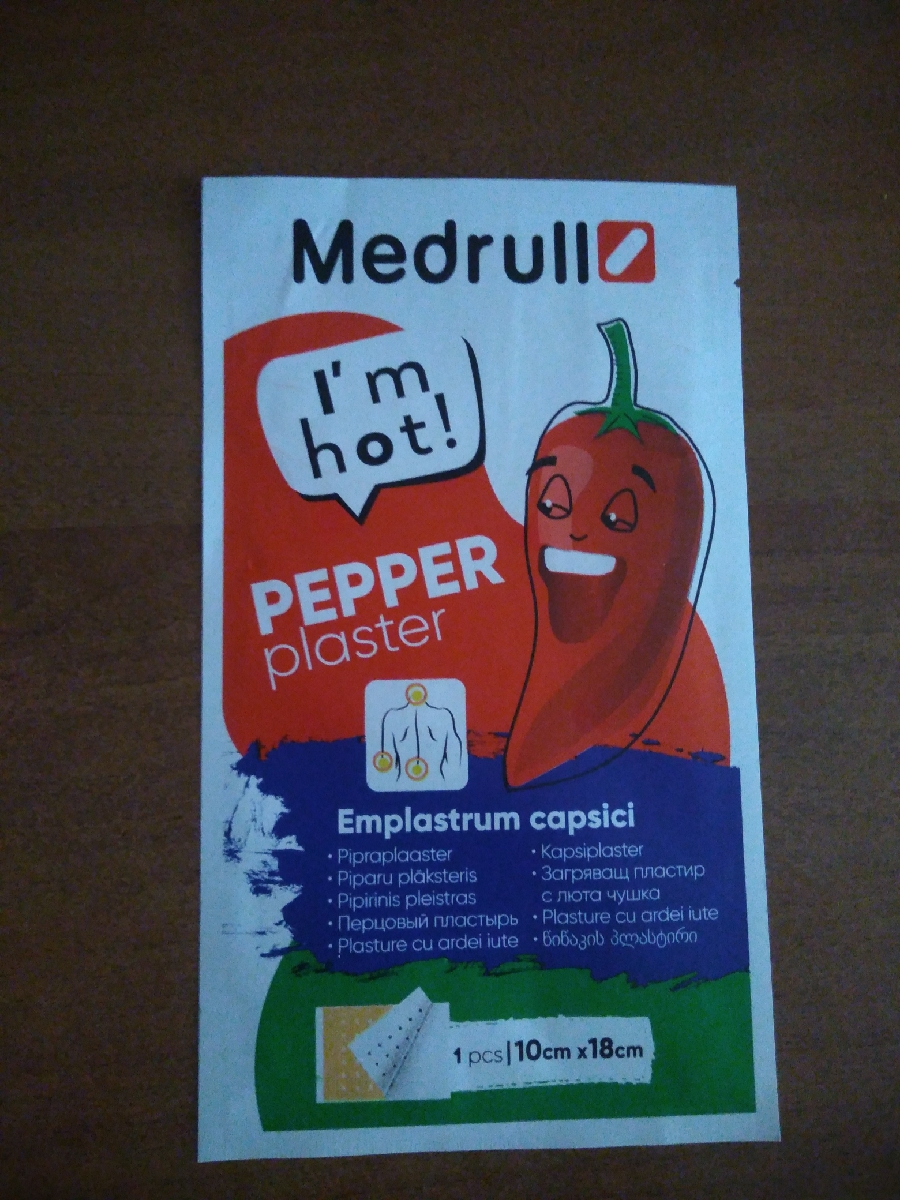 Medrull
I'm
hot!
PEPPER
plaster
Emplastrum capsici
• Pipraplaaster
• Piparu plāksteris
• Pipirinis pleistras
• Перцовый пластырь
• Plasture cu ardei iute
• Kapsiplaster
• Загряващ пластир
с люта чушка
• Plasture cu ardei iute
• წიწაკის პლასტირი
1 pcs | 10cm x 18cm